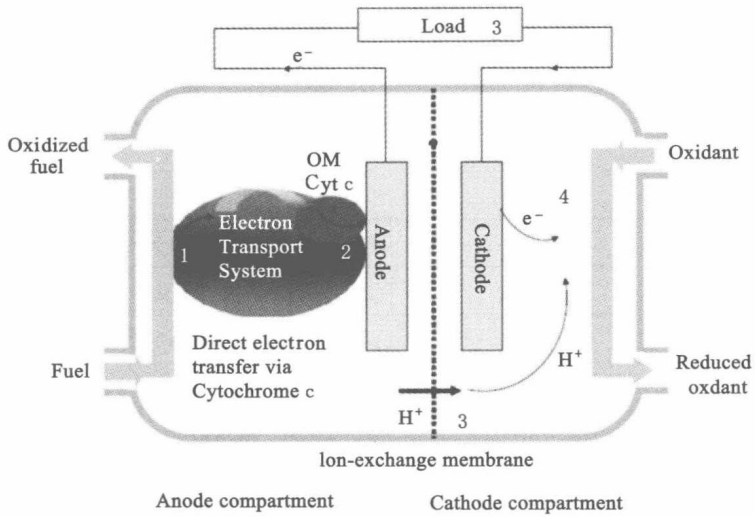 Load 3
e⁻
Oxidized
fuel
OM
Cyt c
Oxidant
Electron
Transport
System
1
2
Anode
Cathode
e⁻
4
Direct electron
transfer via
Cytochrome c
Fuel
H⁺
3
H⁺
Reduced
oxdant
Ion-exchange membrane
Anode compartment
Cathode compartment